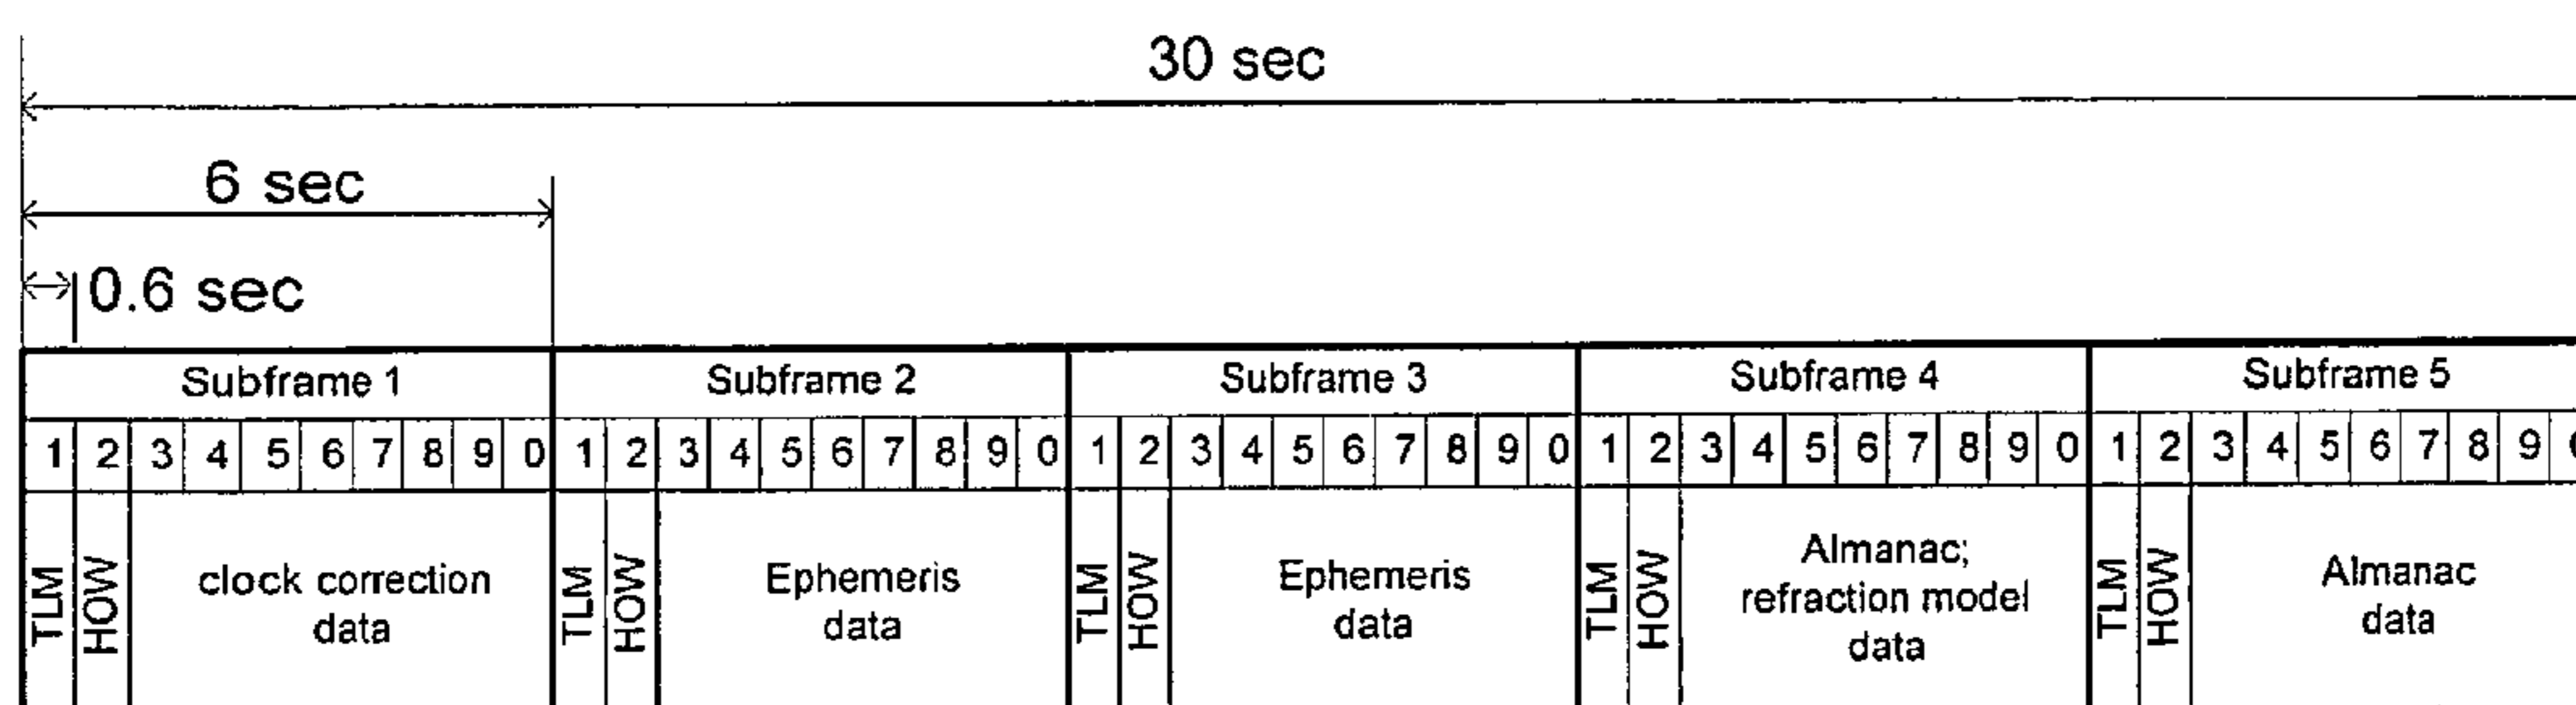 30 sec
6 sec
0.6 sec
Subframe 1 Subframe 2 Subframe 3 Subframe 4 Subframe 5
1 2 3 4 5 6 7 8 9 0 1 2 3 4 5 6 7 8 9 0 1 2 3 4 5 6 7 8 9 0 1 2 3 4 5 6 7 8 9 0 1 2 3 4 5 6 7 8 9
TLM
HOW
clock correction
data
TLM
HOW
Ephemeris
data
TLM
HOW
Ephemeris
data
TLM
HOW
Almanac;
refraction model
data
TLM
HOW
Almanac
data